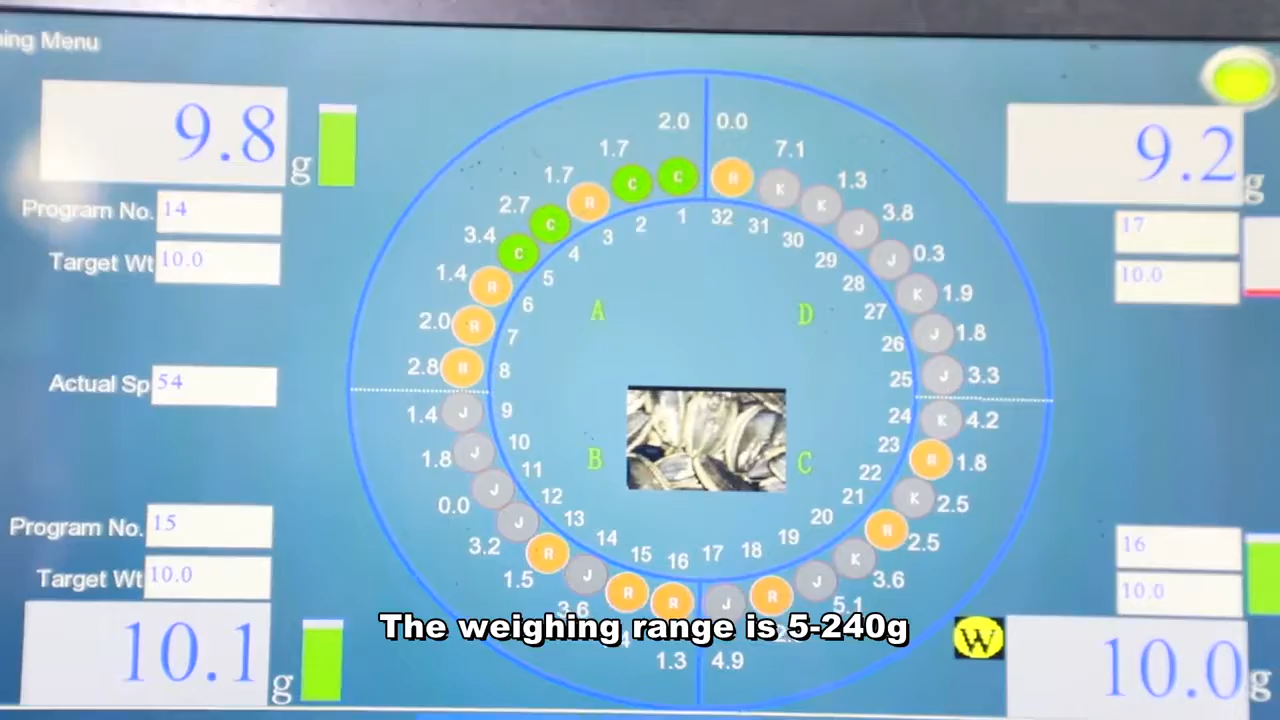 ning Menu
9.8 g
9.2 g
Program No. 14
17
Target Wt 10.0
10.0
Actual Sp 54
Program No. 15
16
Target Wt 10.0
10.0
10.1 g
10.0 g
W
2.0 0.0
1.7 7.1
1.7 1.3
2.7 3.8
3.4 0.3
1.4 1.9
2.0 1.8
2.8 3.3
1.4 4.2
1.8 1.8
0.0 2.5
3.2 2.5
1.5 3.6
3.6 5.1
1.3 4.9
C C R K
R C K J
C J
R K
R J
R J
J K
J R
J K
J R
R J K
R R J R J
1 32
2 31
3 30
4 29
5 28
6 27
7 26
8 25
9 24
10 23
11 22
12 21
13 20
14 19
15 18
16 17
A D
B C
The weighing range is 5-240g